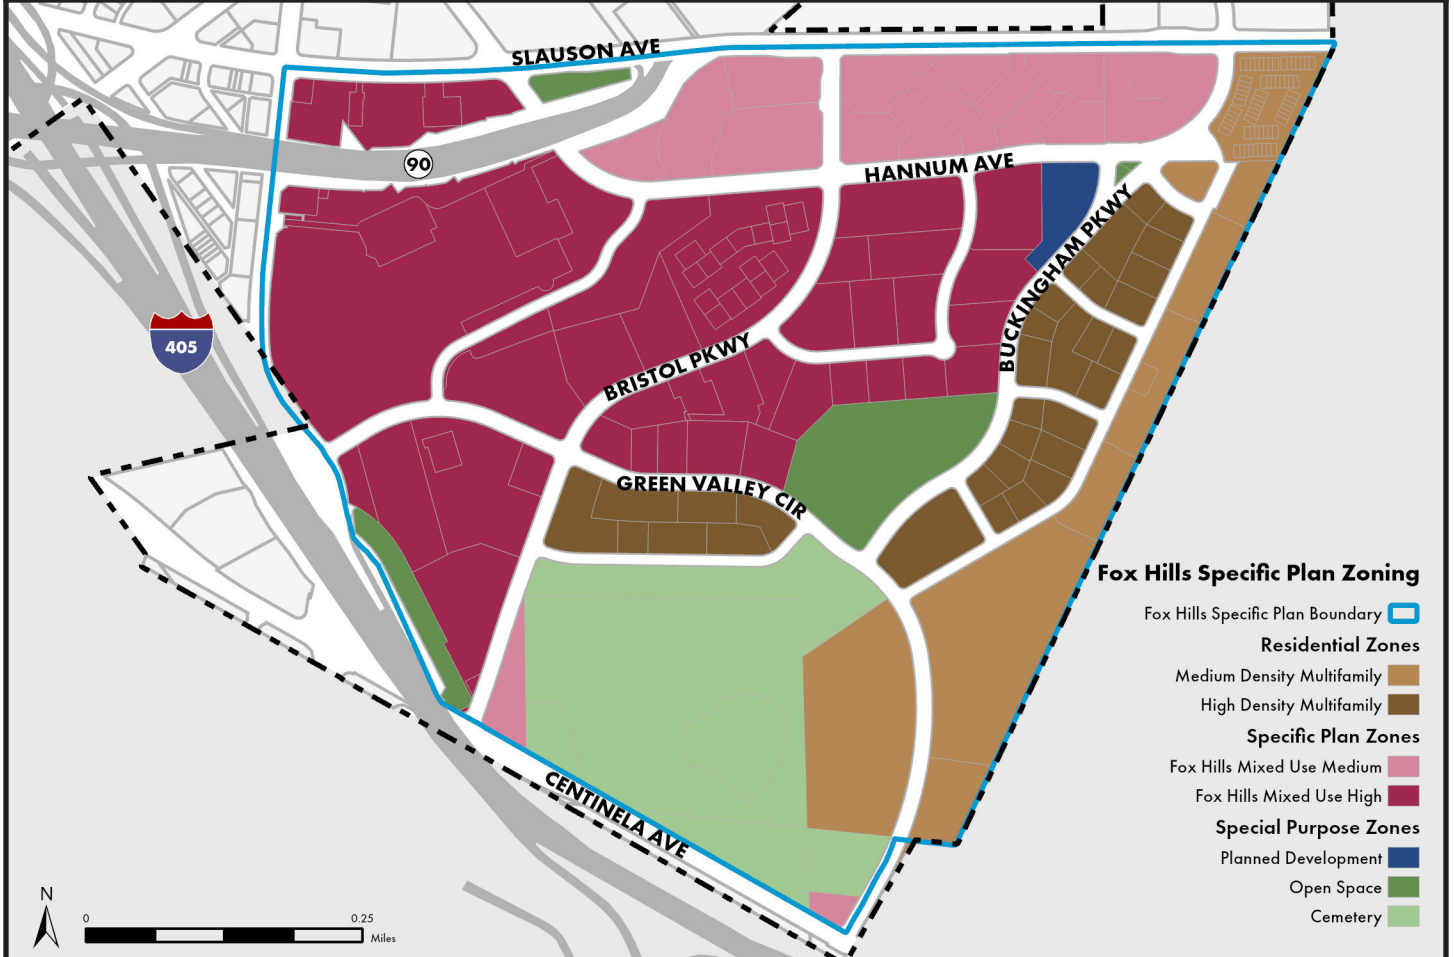 SLAUSON AVE
90
HANNUM AVE
BUCKINGHAM PKWY
405
BRISTOL PKWY
GREEN VALLEY CIR
CENTINELA AVE
Fox Hills Specific Plan Zoning
Fox Hills Specific Plan Boundary
Residential Zones
Medium Density Multifamily
High Density Multifamily
Specific Plan Zones
Fox Hills Mixed Use Medium
Fox Hills Mixed Use High
Special Purpose Zones
Planned Development
Open Space
Cemetery
N
0 0.25
Miles